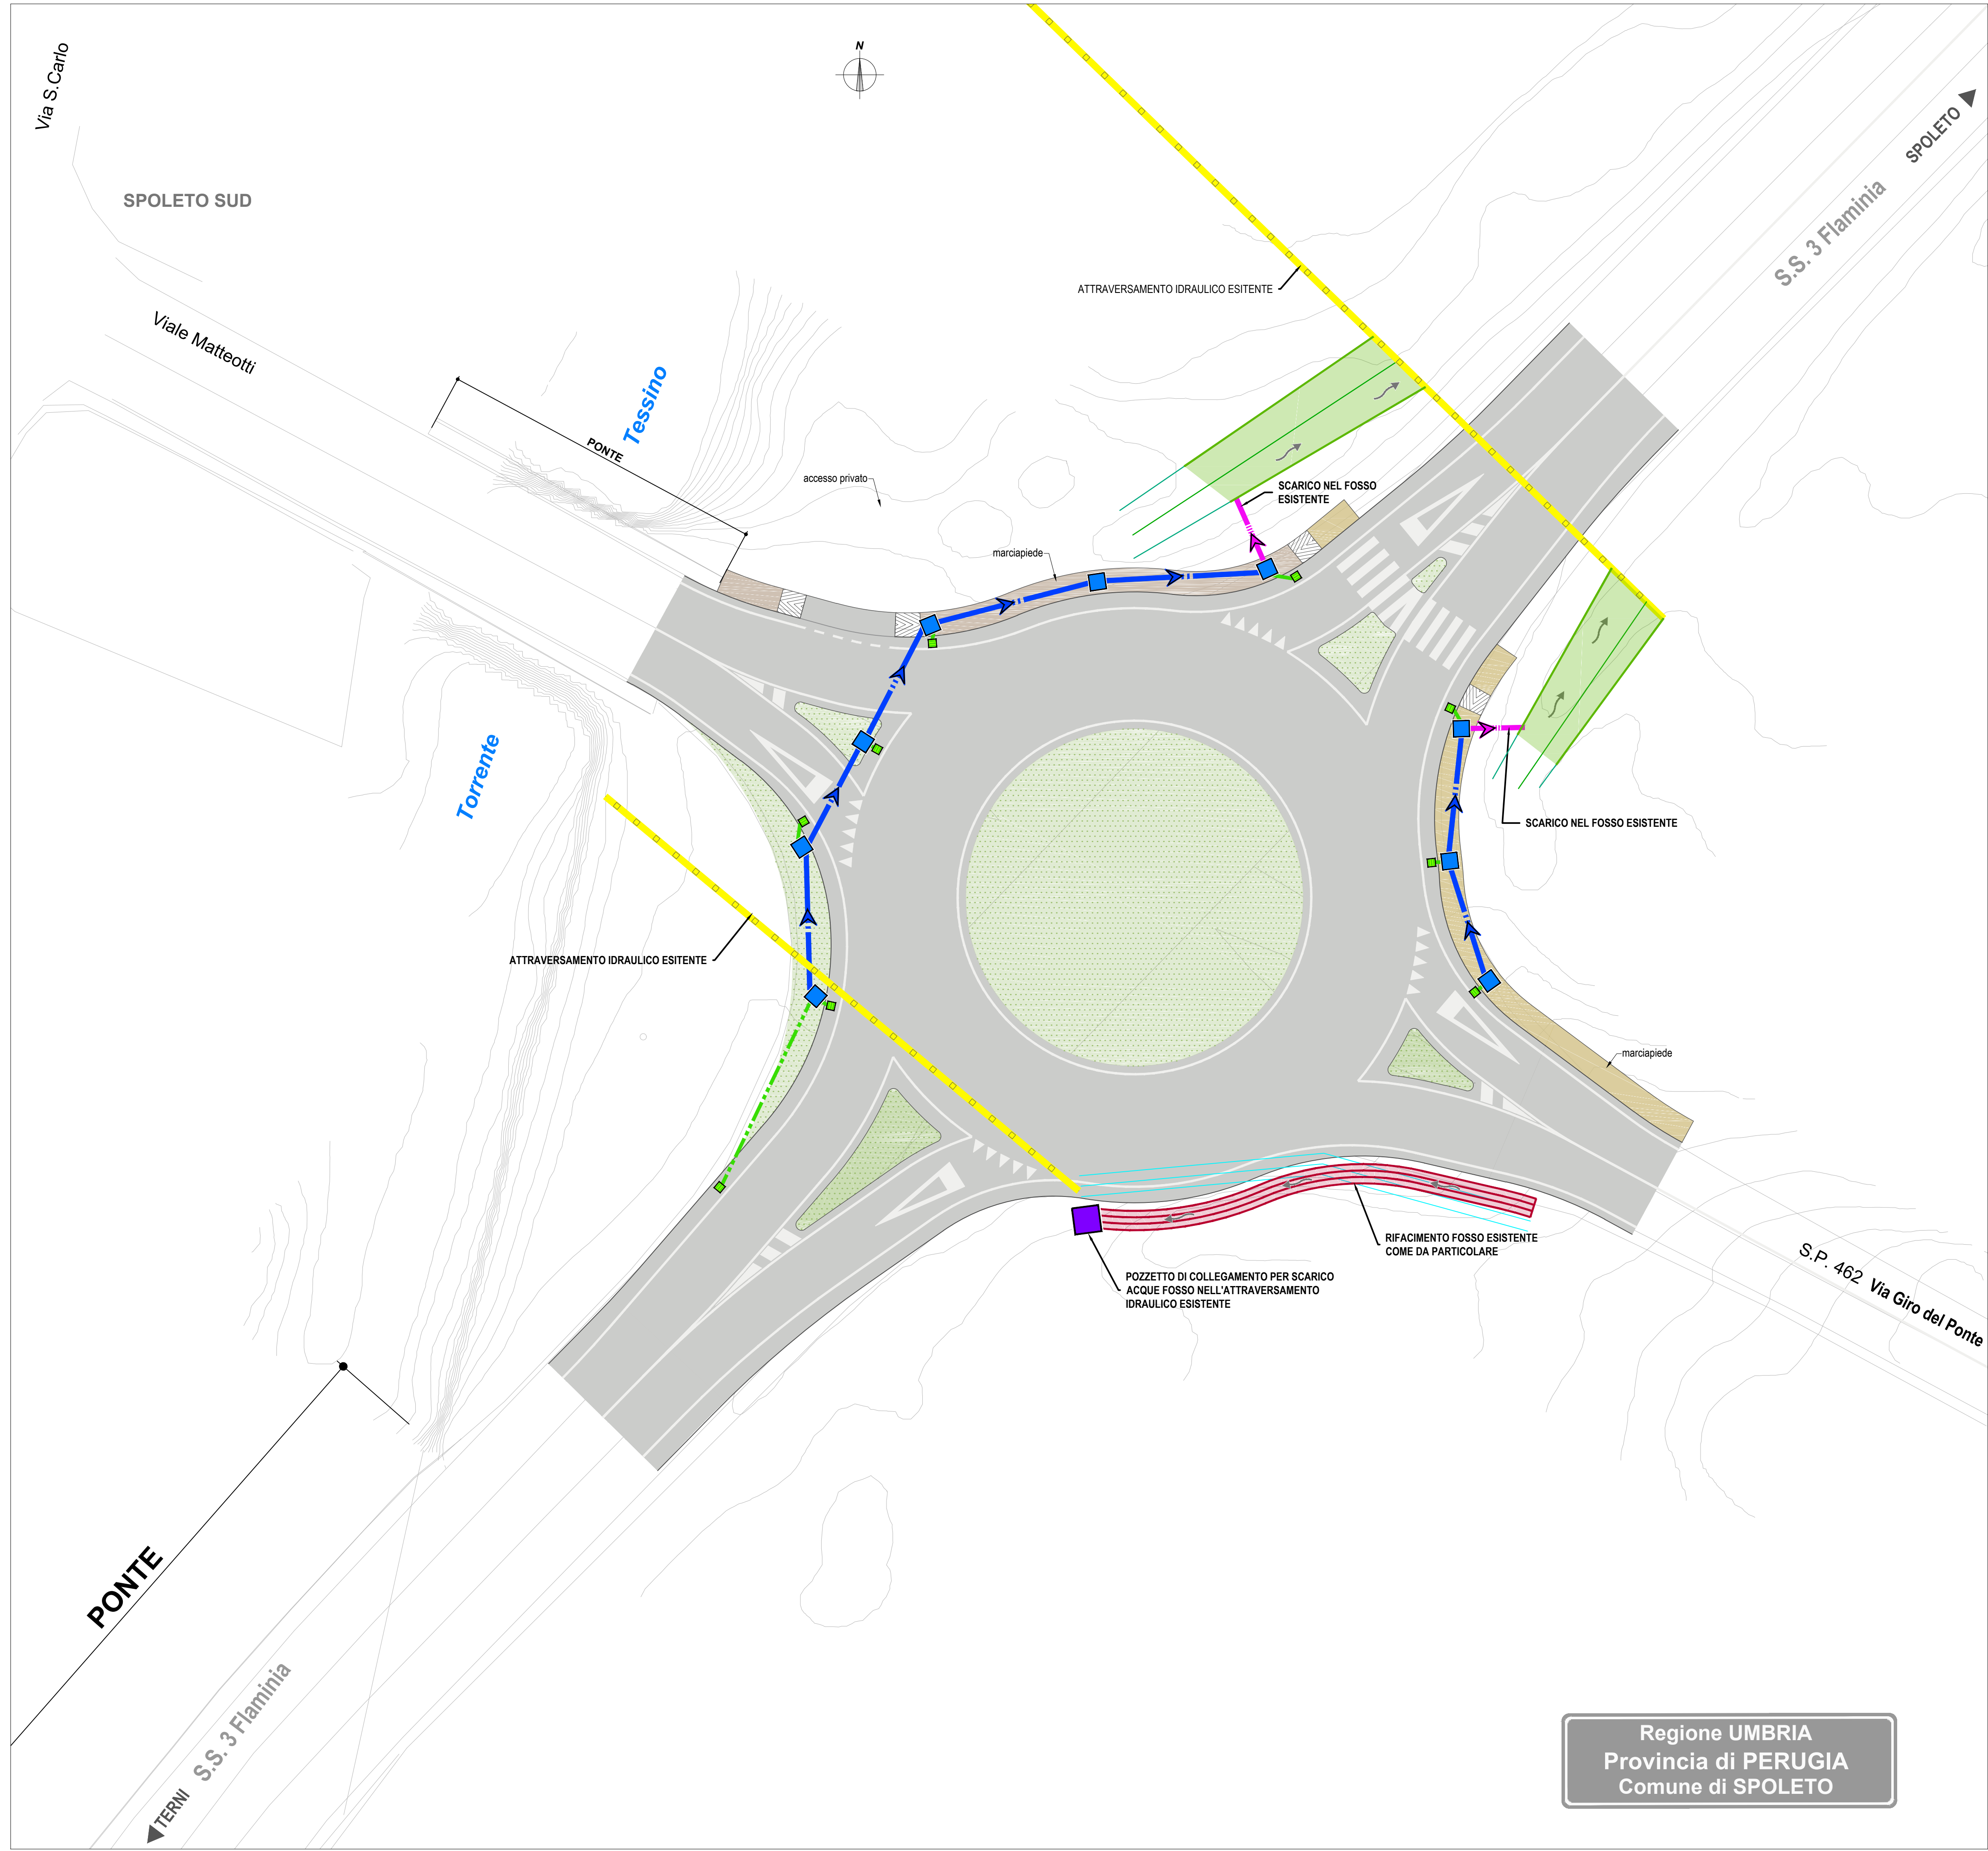 Via S.Carlo
N
SPOLETO
S.S. 3 Flaminia
SPOLETO SUD
ATTRAVERSAMENTO IDRAULICO ESITENTE
Viale Matteotti
Tessino
PONTE
accesso privato
SCARICO NEL FOSSO
ESISTENTE
marciapiede
Torrente
SCARICO NEL FOSSO ESISTENTE
ATTRAVERSAMENTO IDRAULICO ESITENTE
marciapiede
RIFACIMENTO FOSSO ESISTENTE
COME DA PARTICOLARE
POZZETTO DI COLLEGAMENTO PER SCARICO
ACQUE FOSSO NELL'ATTRAVERSAMENTO
IDRAULICO ESISTENTE
S.P. 462 Via Giro del Ponte
PONTE
S.S. 3 Flaminia
TERNI
Regione UMBRIA
Provincia di PERUGIA
Comune di SPOLETO